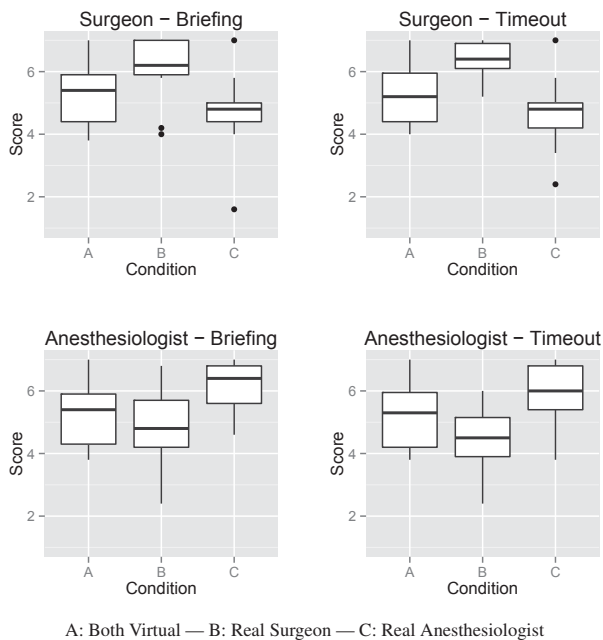 Surgeon − Briefing
Score
6
4
2
A B C
Condition
Surgeon − Timeout
Score
6
4
2
A B C
Condition
Anesthesiologist − Briefing
Score
6
4
2
A B C
Condition
Anesthesiologist − Timeout
Score
6
4
2
A B C
Condition
A: Both Virtual — B: Real Surgeon — C: Real Anesthesiologist